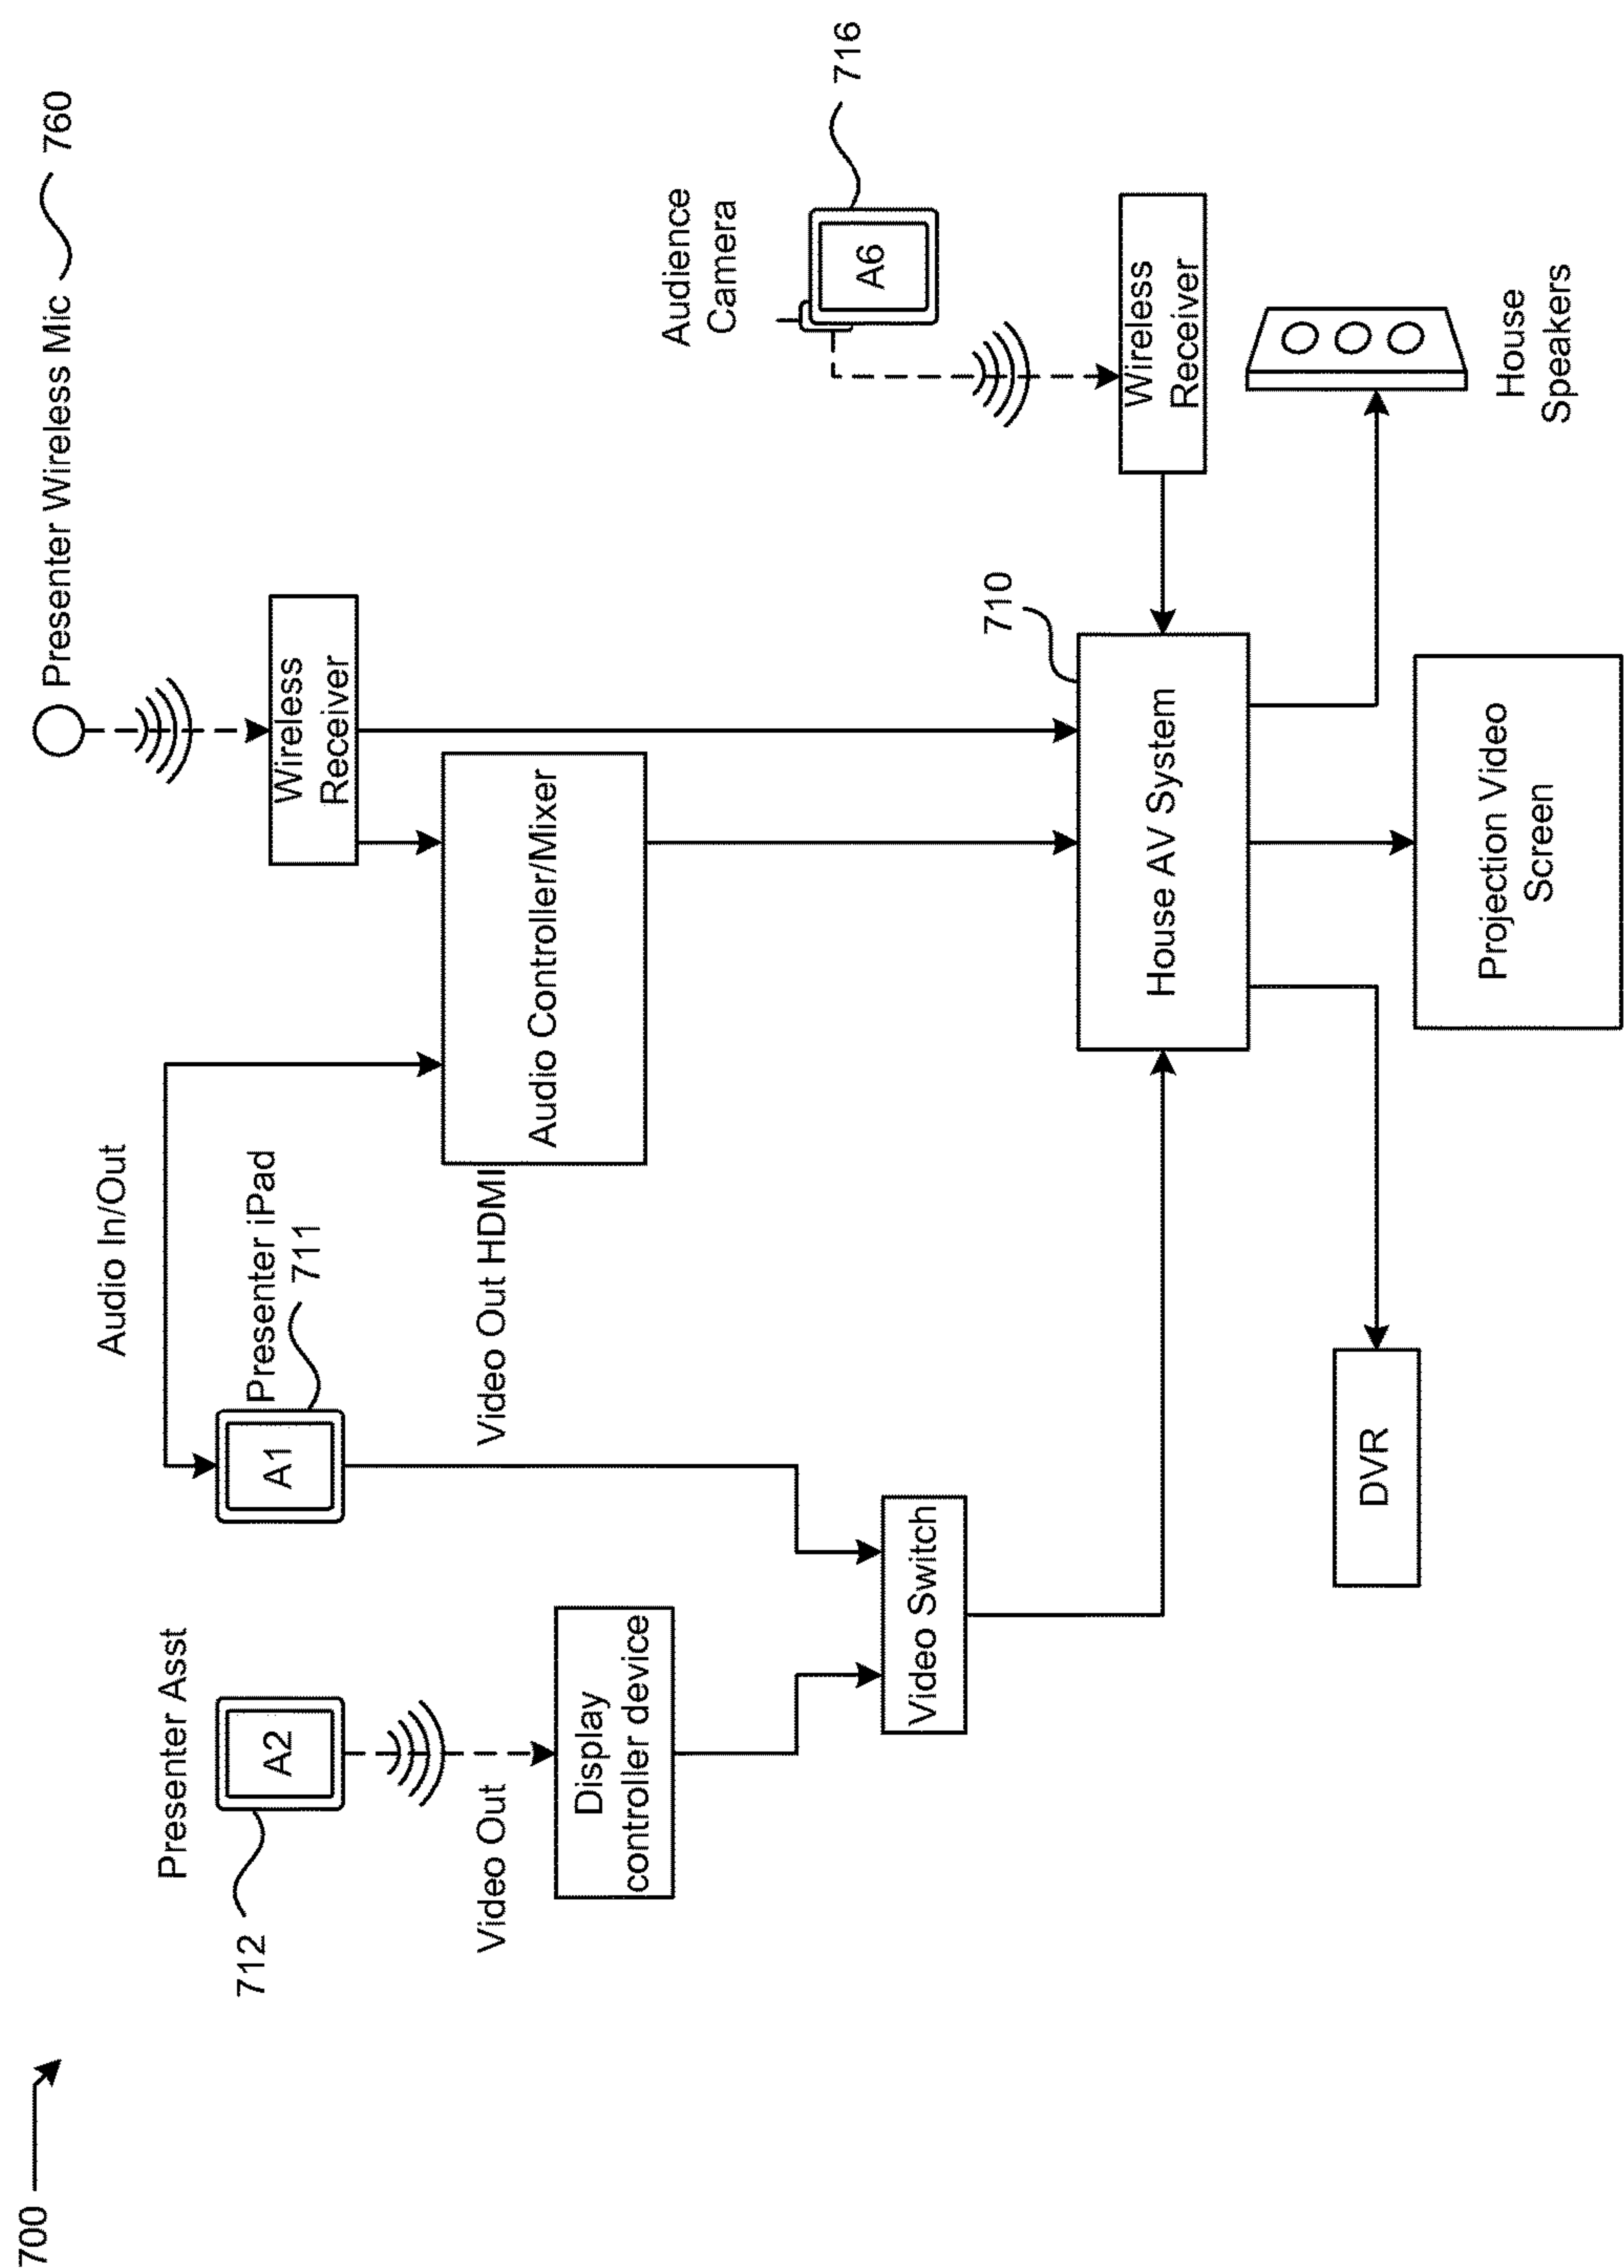 700
Presenter Asst
712
A2
Video Out
Display
controller device
Audio In/Out
Presenter iPad
711
A1
Video Out HDMI
Video Switch
Presenter Wireless Mic
760
Wireless
Receiver
Audio Controller/Mixer
Audience
Camera
716
A6
Wireless
Receiver
710
House AV System
House
Speakers
Projection Video
Screen
DVR